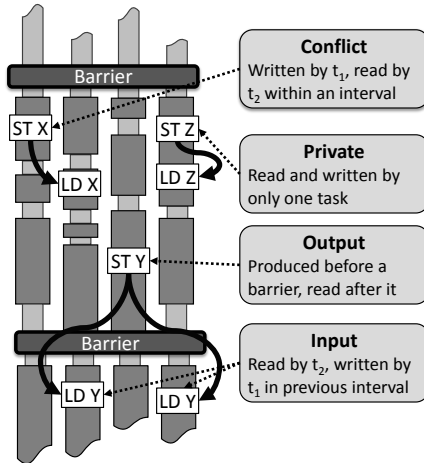 Barrier
ST X
LD X
ST Z
LD Z
ST Y
Barrier
LD Y
LD Y
Conflict
Written by t₁, read by
t₂ within an interval
Private
Read and written by
only one task
Output
Produced before a
barrier, read after it
Input
Read by t₂, written by
t₁ in previous interval